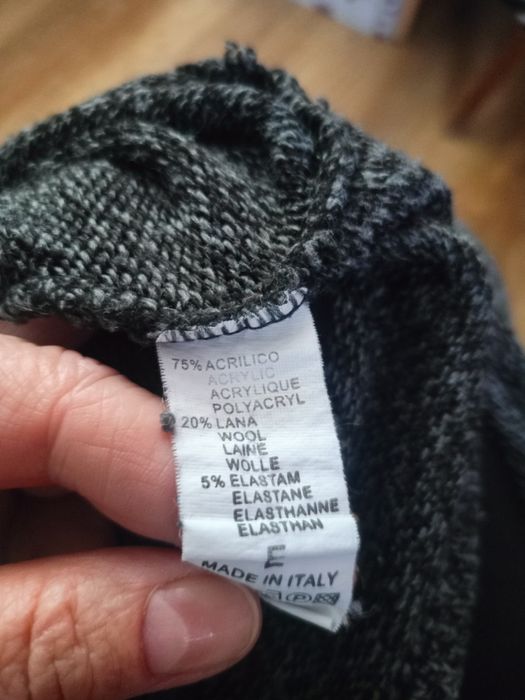 75% ACRILICO
ACRYLIC
ACRYLIQUE
POLYACRYL
20% LANA
WOOL
LAINE
WOLLE
5% ELASTAM
ELASTANE
ELASTHANNE
ELASTHAN
E
MADE IN ITALY
P